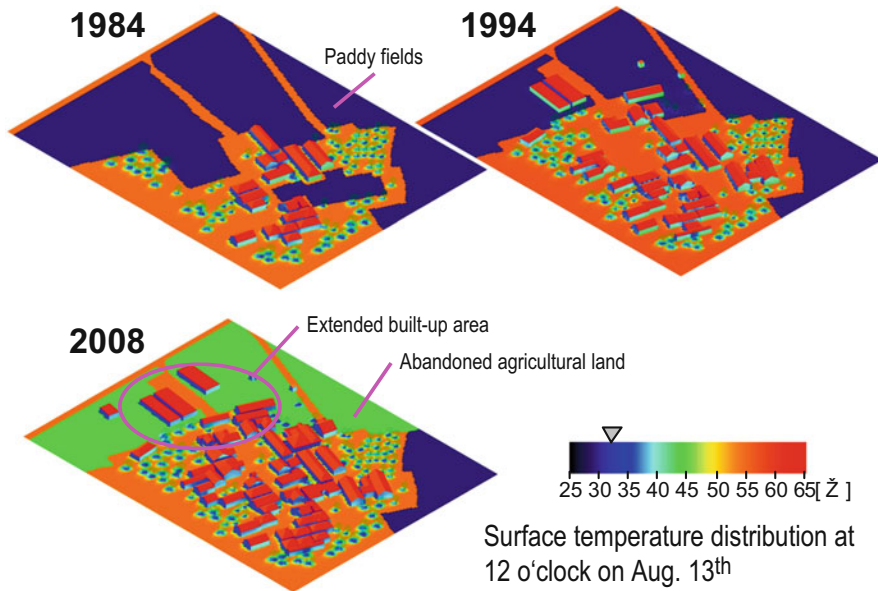 1984
1994
Paddy fields
2008
Extended built-up area
Abandoned agricultural land
25 30 35 40 45 50 55 60 65[ Ž ]
Surface temperature distribution at
12 o‘clock on Aug. 13th